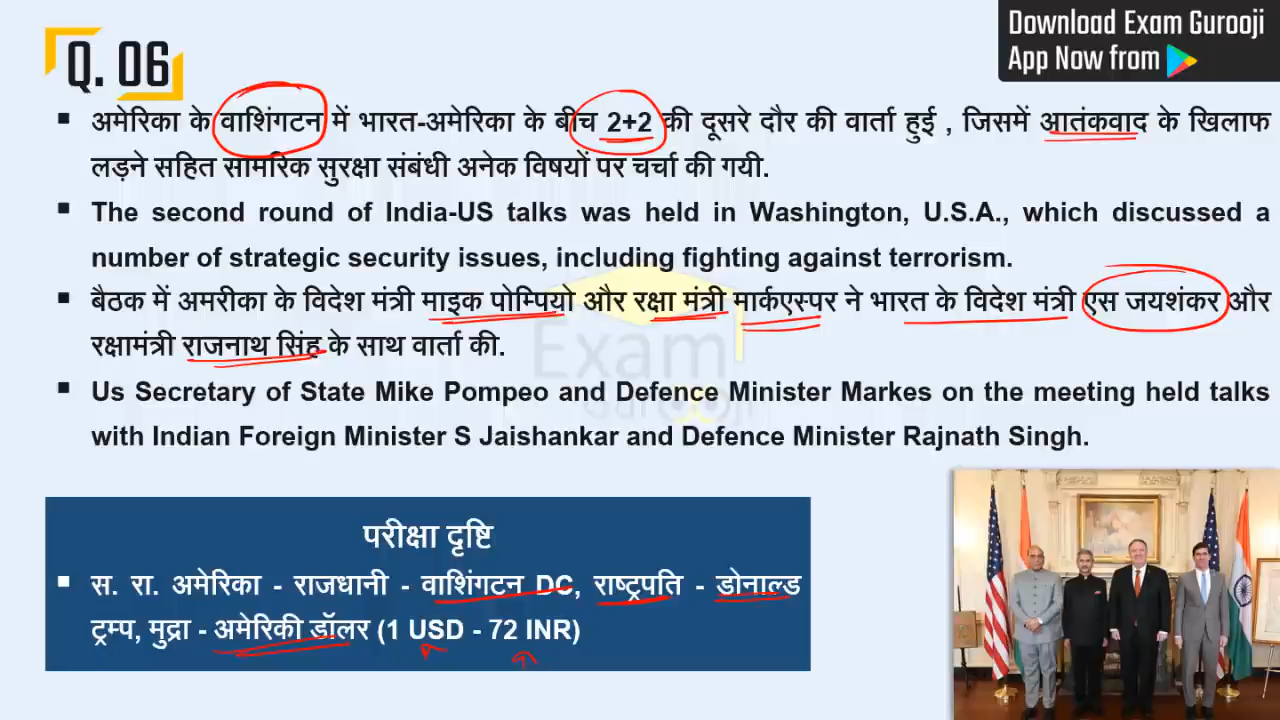 Download Exam Gurooji
App Now from
Q. 06
▪ अमेरिका के वाशिंगटन में भारत-अमेरिका के बीच 2+2 की दूसरे दौर की वार्ता हुई , जिसमें आतंकवाद के खिलाफ
लड़ने सहित सामरिक सुरक्षा संबंधी अनेक विषयों पर चर्चा की गयी.
▪ The second round of India-US talks was held in Washington, U.S.A., which discussed a
number of strategic security issues, including fighting against terrorism.
▪ बैठक में अमरीका के विदेश मंत्री माइक पोम्पियो और रक्षा मंत्री मार्कएस्पर ने भारत के विदेश मंत्री एस जयशंकर और
रक्षामंत्री राजनाथ सिंह के साथ वार्ता की.
▪ Us Secretary of State Mike Pompeo and Defence Minister Markes on the meeting held talks
with Indian Foreign Minister S Jaishankar and Defence Minister Rajnath Singh.
Exam
Gurooji
परीक्षा दृष्टि
▪ स. रा. अमेरिका - राजधानी - वाशिंगटन DC, राष्ट्रपति - डोनाल्ड
ट्रम्प, मुद्रा - अमेरिकी डॉलर (1 USD - 72 INR)